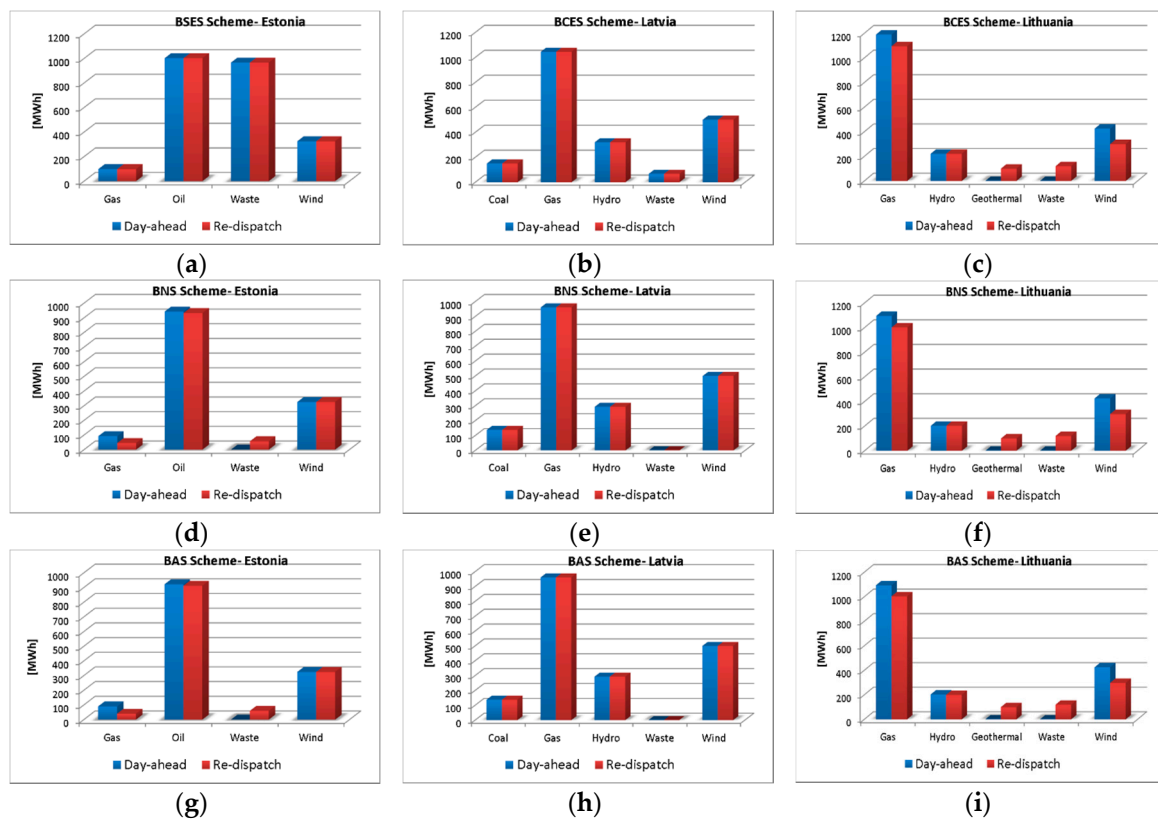 BSES Scheme- Estonia
[MWh]
1200
1000
800
600
400
200
0
Gas Oil Waste Wind
Day-ahead Re-dispatch
(a)
BCES Scheme- Latvia
[MWh]
1200
1000
800
600
400
200
0
Coal Gas Hydro Waste Wind
Day-ahead Re-dispatch
(b)
BCES Scheme- Lithuania
[MWh]
1200
1000
800
600
400
200
0
Gas Hydro Geothermal Waste Wind
Day-ahead Re-dispatch
(c)
BNS Scheme- Estonia
[MWh]
1000
900
800
700
600
500
400
300
200
100
0
Gas Oil Waste Wind
Day-ahead Re-dispatch
(d)
BNS Scheme- Latvia
[MWh]
1000
900
800
700
600
500
400
300
200
100
0
Coal Gas Hydro Waste Wind
Day-ahead Re-dispatch
(e)
BNS Scheme- Lithuania
[MWh]
1200
1000
800
600
400
200
0
Gas Hydro Geothermal Waste Wind
Day-ahead Re-dispatch
(f)
BAS Scheme- Estonia
[MWh]
1000
900
800
700
600
500
400
300
200
100
0
Gas Oil Waste Wind
Day-ahead Re-dispatch
(g)
BAS Scheme- Latvia
[MWh]
1000
900
800
700
600
500
400
300
200
100
0
Coal Gas Hydro Waste Wind
Day-ahead Re-dispatch
(h)
BAS Scheme- Lithuania
[MWh]
1200
1000
800
600
400
200
0
Gas Hydro Geothermal Waste Wind
Day-ahead Re-dispatch
(i)